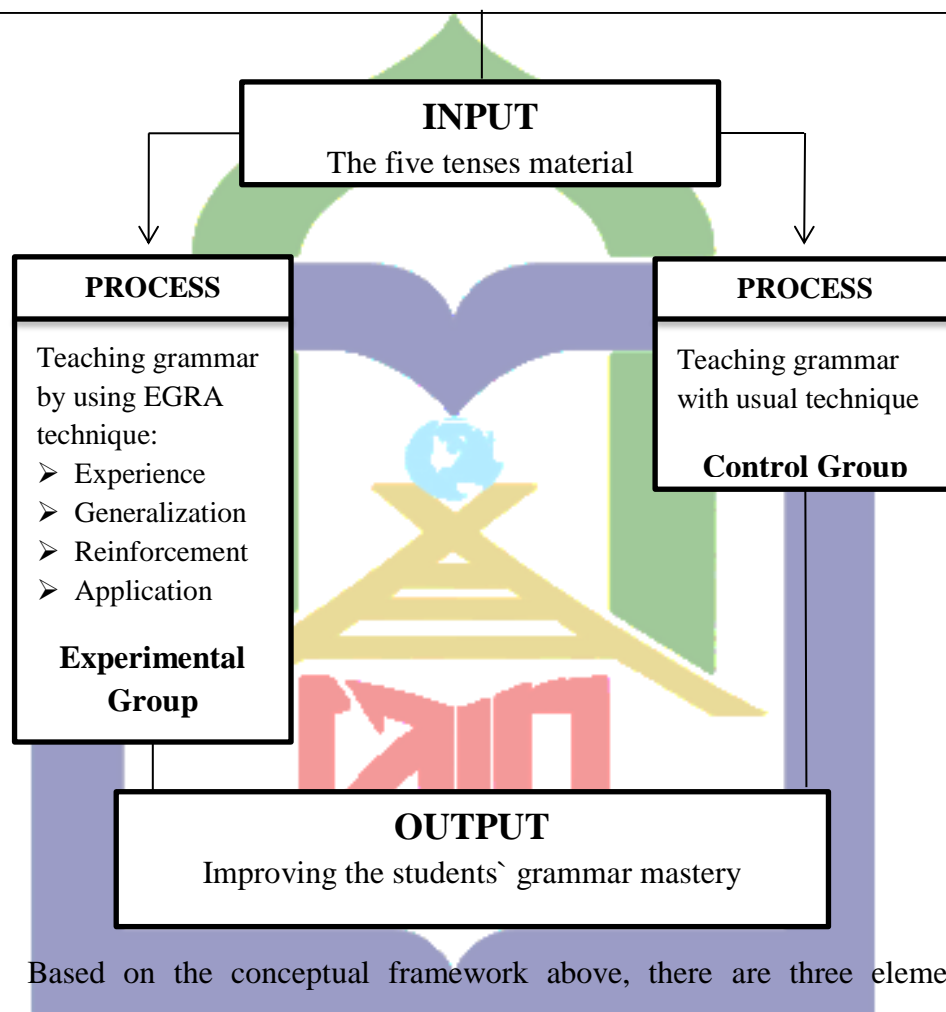 INPUT
The five tenses material
PROCESS
Teaching grammar
by using EGRA
technique:
➢ Experience
➢ Generalization
➢ Reinforcement
➢ Application
Experimental
Group
PROCESS
Teaching grammar
with usual technique
Control Group
OUTPUT
Improving the students` grammar mastery
Based on the conceptual framework above, there are three eleme